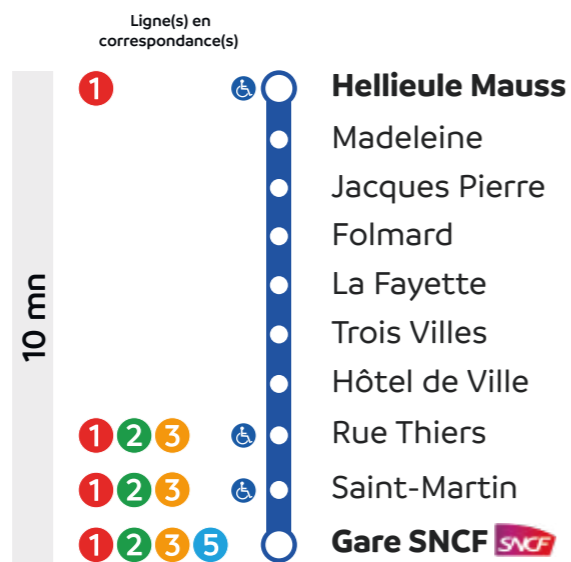 Ligne(s) en
correspondance(s)
1 Hellieule Mauss
Madeleine
Jacques Pierre
Folmard
La Fayette
Trois Villes
Hôtel de Ville
1 2 3 Rue Thiers
1 2 3 Saint-Martin
1 2 3 5 Gare SNCF SNCF
10 mn